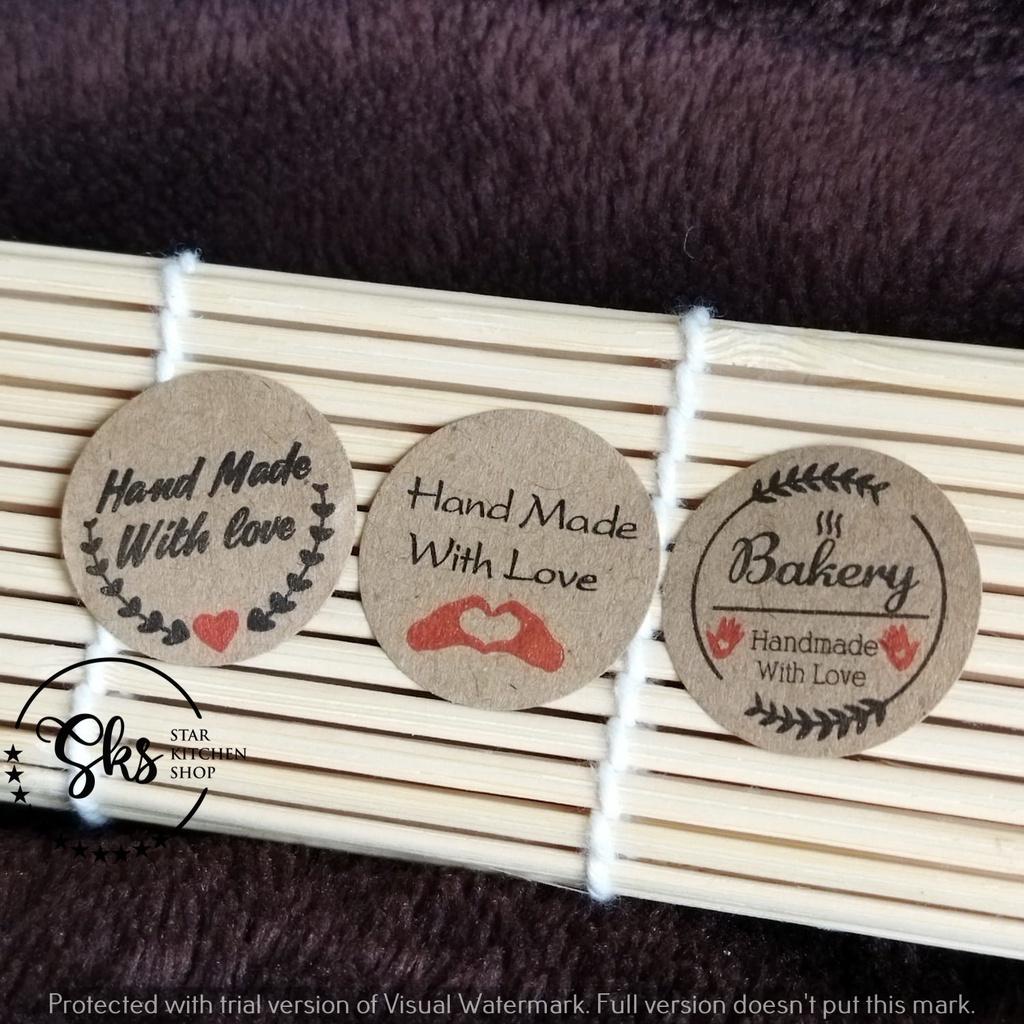 Hand Made
With love
Hand Made
With Love
Bakery
Handmade
With Love
Sks
STAR
KITCHEN
SHOP
Protected with trial version of Visual Watermark. Full version doesn't put this mark.